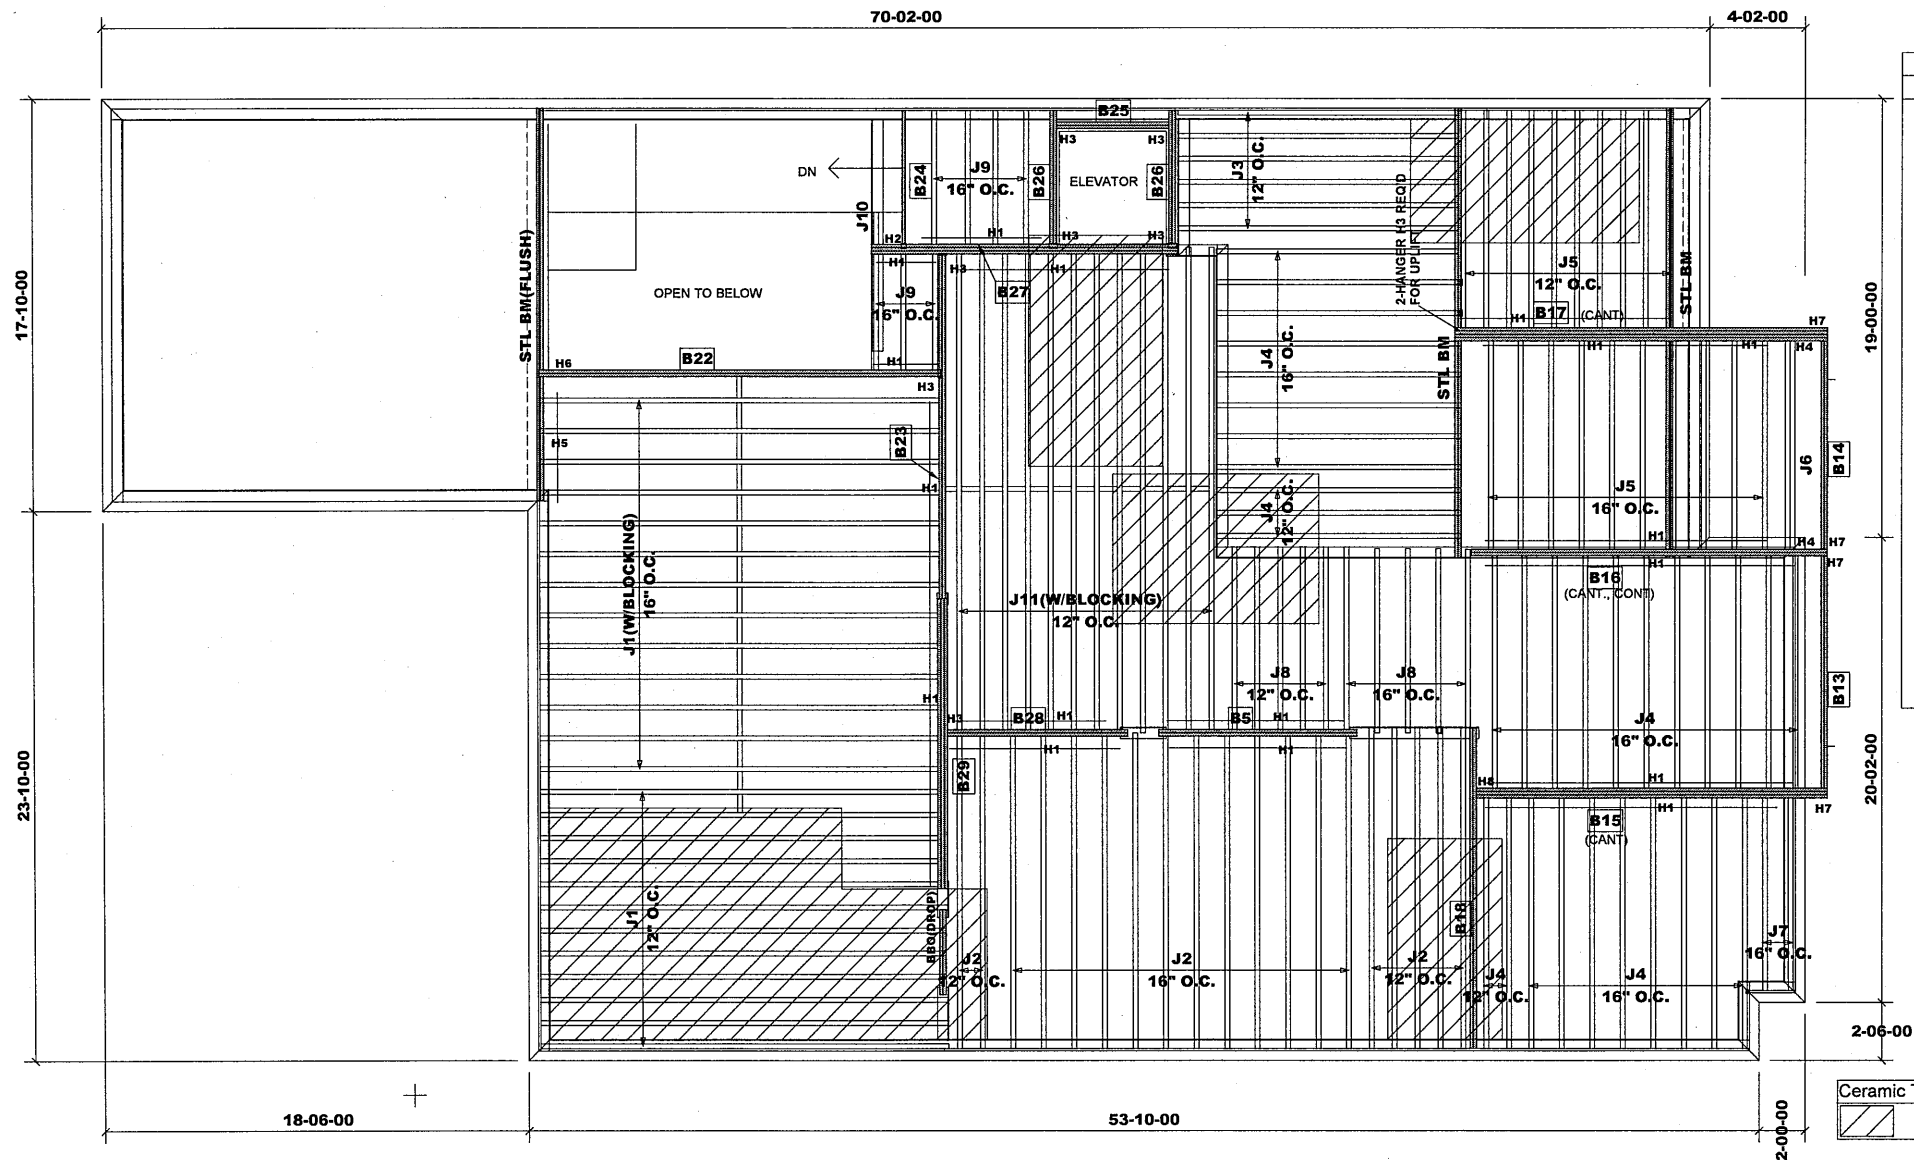 70-02-00
4-02-00
B25
H3
H3
DN
B24
J9
16" O.C.
B26
ELEVATOR
B26
J3
12" O.C.
2-HANGER H3 REQ'D
FOR UPLIF
J10
H2
H1
H3
H3
H1
H3
H1
B27
J9
16" O.C.
H1
OPEN TO BELOW
STL BM(FLUSH)
17-10-00
J5
12" O.C.
STL BM
H1
B17
(CANT)
H7
19-00-00
H6
B22
H3
J4
16" O.C.
STL BM
H1
H1
H4
H5
B23
H1
J6
B14
J5
16" O.C.
J4
12" O.C.
H1
H4
H7
H7
J1(W/BLOCKING)
16" O.C.
J11(W/BLOCKING)
12" O.C.
H1
B16
(CANT., CONT)
J8
12" O.C.
J8
16" O.C.
H1
B13
H3
B28
H1
B5
H1
J4
16" O.C.
H1
H1
B29
H8
H1
H1
H7
B15
(CANT)
23-10-00
20-02-00
J1
12" O.C.
BBO(DROP)
B18
J2
12" O.C.
J2
16" O.C.
J2
12" O.C.
J4
12" O.C.
J4
16" O.C.
J7
16" O.C.
2-06-00
Ceramic
18-06-00
53-10-00
2-00-00